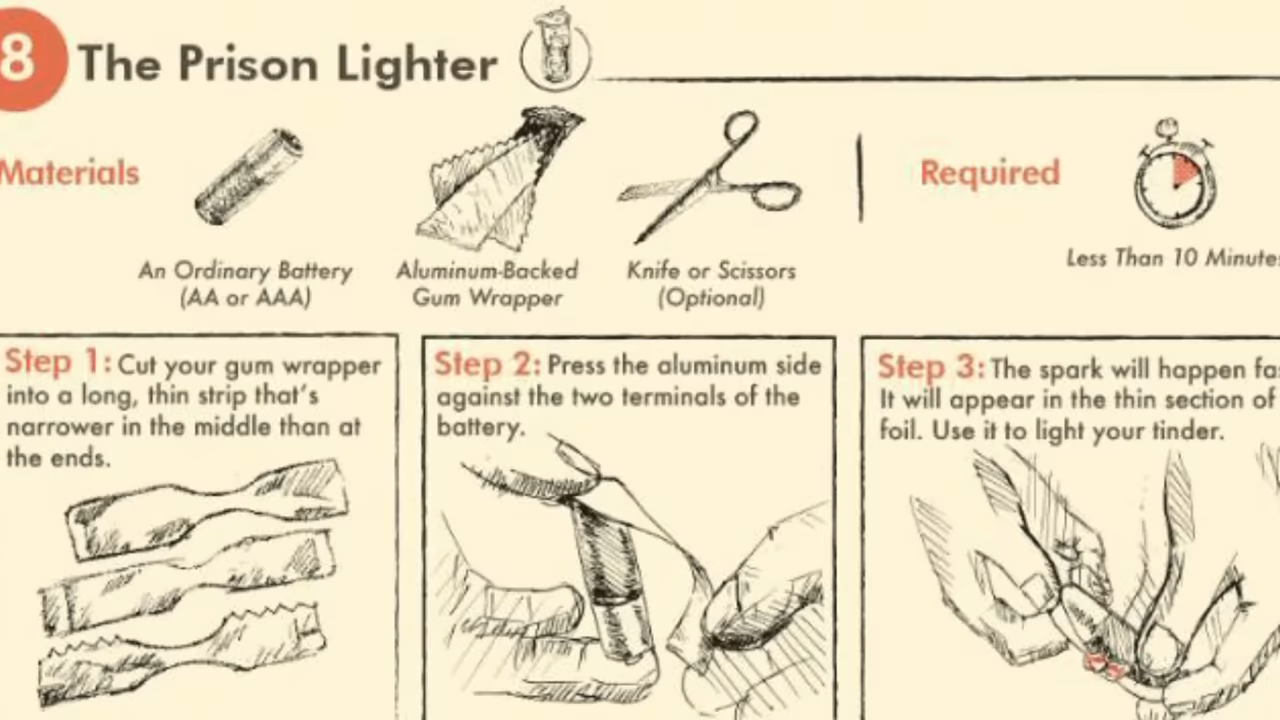 8 The Prison Lighter
Materials
An Ordinary Battery
(AA or AAA)
Aluminum-Backed
Gum Wrapper
Knife or Scissors
(Optional)
Required
Less Than 10 Minute
Step 1: Cut your gum wrapper
into a long, thin strip that's
narrower in the middle than at
the ends.
Step 2: Press the aluminum side
against the two terminals of the
battery.
Step 3: The spark will happen fa
It will appear in the thin section of
foil. Use it to light your tinder.